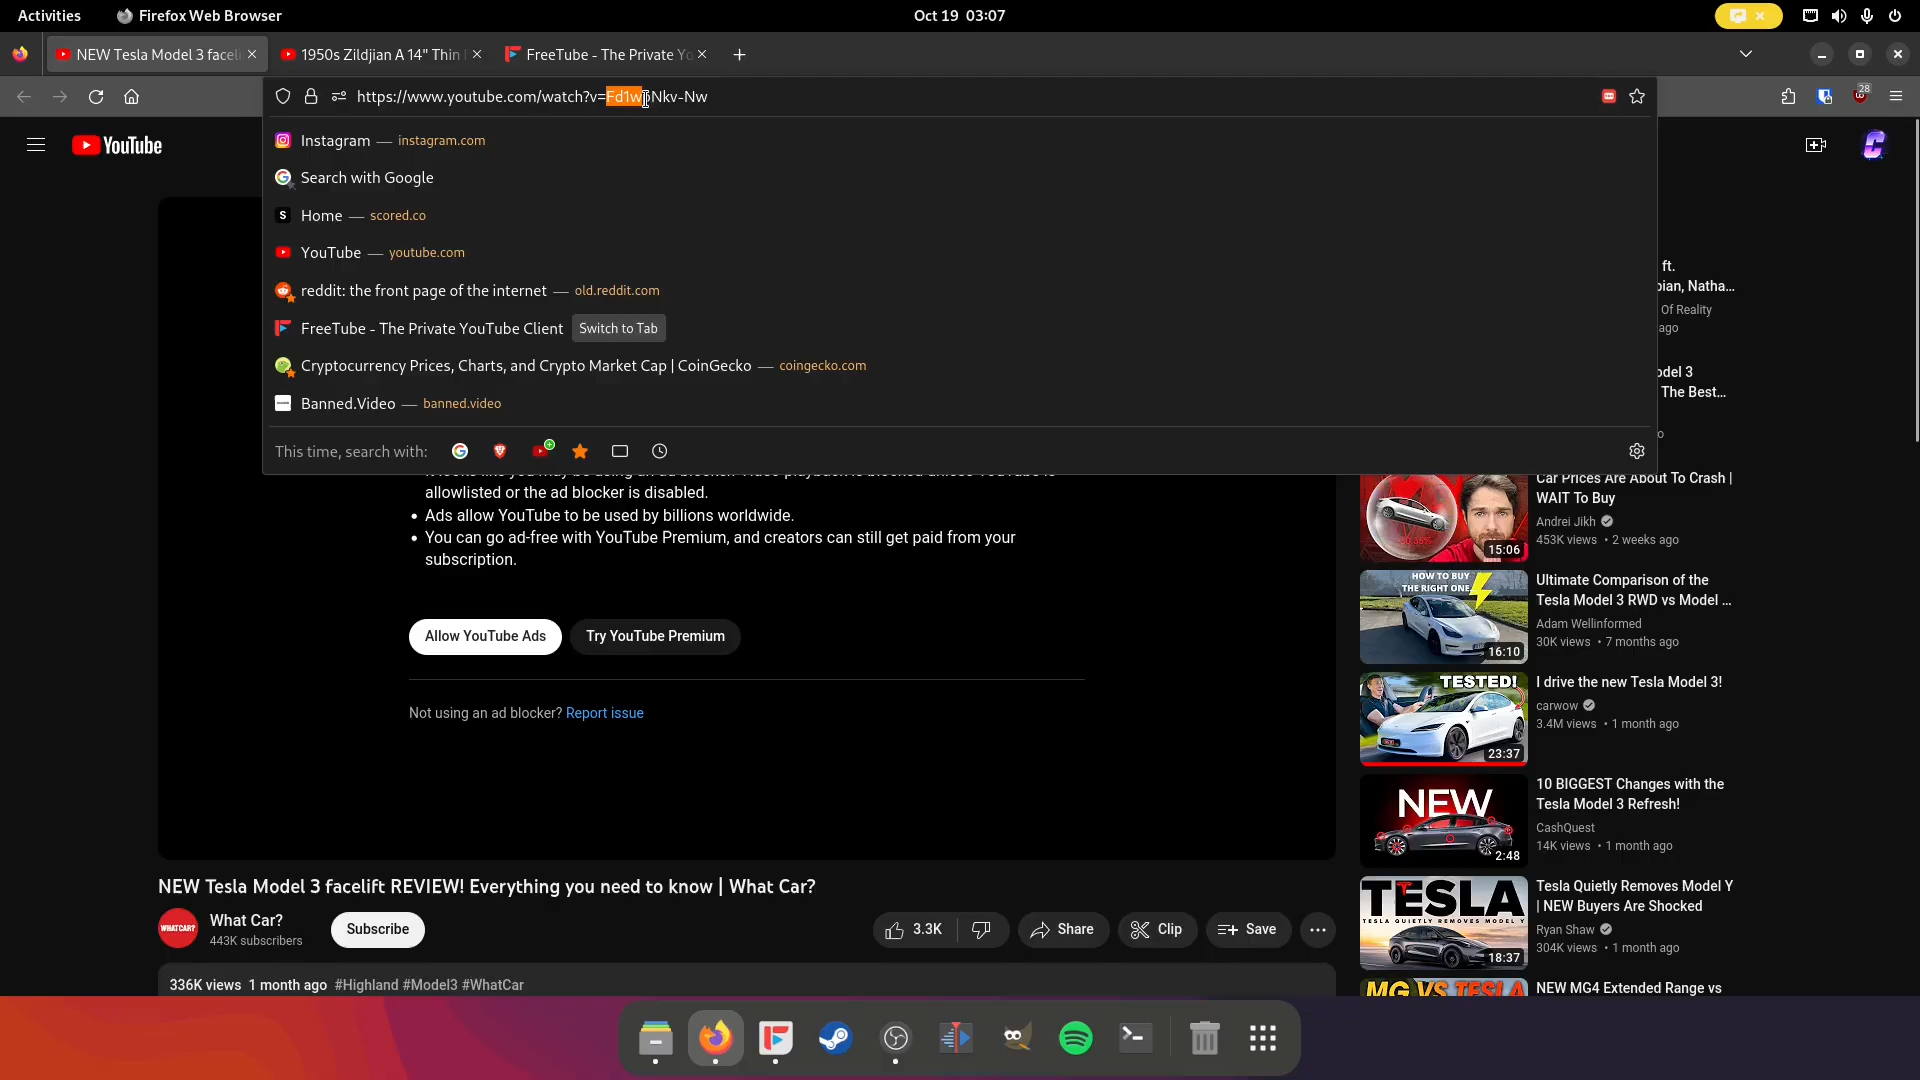 Activities
Firefox Web Browser
Oct 19 03:07
NEW Tesla Model 3 faceli
1950s Zildjian A 14" Thin
FreeTube - The Private Yo
https://www.youtube.com/watch?v=Fd1wpNkv-Nw
28
YouTube
Instagram — instagram.com
Search with Google
Home — scored.co
YouTube — youtube.com
reddit: the front page of the internet — old.reddit.com
FreeTube - The Private YouTube Client Switch to Tab
Cryptocurrency Prices, Charts, and Crypto Market Cap | CoinGecko — coingecko.com
Banned.Video — banned.video
This time, search with:
allowlisted or the ad blocker is disabled.
Ads allow YouTube to be used by billions worldwide.
You can go ad-free with YouTube Premium, and creators can still get paid from your
subscription.
Allow YouTube Ads
Try YouTube Premium
Not using an ad blocker? Report issue
NEW Tesla Model 3 facelift REVIEW! Everything you need to know | What Car?
WHATCAR?
What Car?
443K subscribers
Subscribe
3.3K
Share
Clip
Save
336K views 1 month ago #Highland #Model3 #WhatCar
ft.
bian, Natha...
Of Reality
ago
odel 3
The Best...
Car Prices Are About To Crash |
WAIT To Buy
Andrei Jikh
453K views • 2 weeks ago
15:06
HOW TO BUY
THE RIGHT ONE
16:10
Ultimate Comparison of the
Tesla Model 3 RWD vs Model ...
Adam Wellinformed
30K views • 7 months ago
TESTED!
23:37
I drive the new Tesla Model 3!
carwow
3.4M views • 1 month ago
NEW
2:48
10 BIGGEST Changes with the
Tesla Model 3 Refresh!
CashQuest
14K views • 1 month ago
TESLA
TESLA QUIETLY REMOVES MODEL Y
18:37
Tesla Quietly Removes Model Y
| NEW Buyers Are Shocked
Ryan Shaw
304K views • 1 month ago
MG VS TESLA
NEW MG4 Extended Range vs